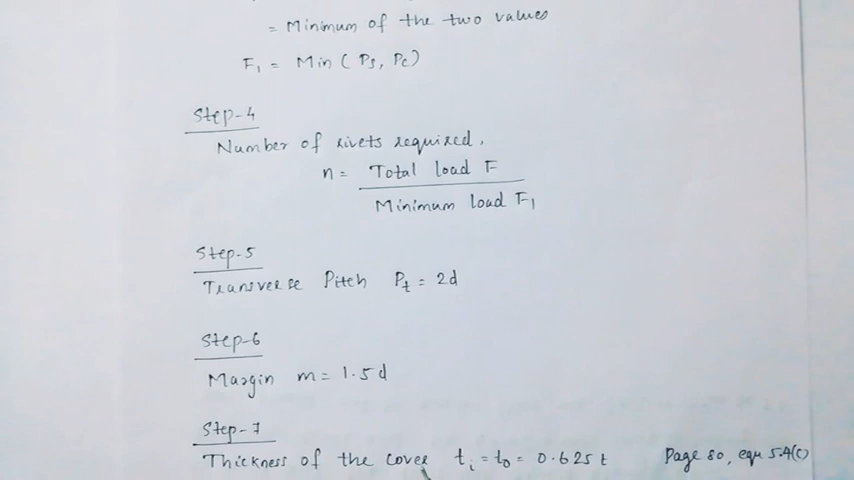 = Minimum of the two values
F1 = Min ( Ps, Pc)
Step-4
Number of rivets required,
n = Total load F
Minimum load F1
Step-5
Transverse Pitch Pt = 2d
Step-6
Margin m = 1.5d
Step-7
Thickness of the cover ti = to = 0.625 t Page 80, equ 5.4(c)